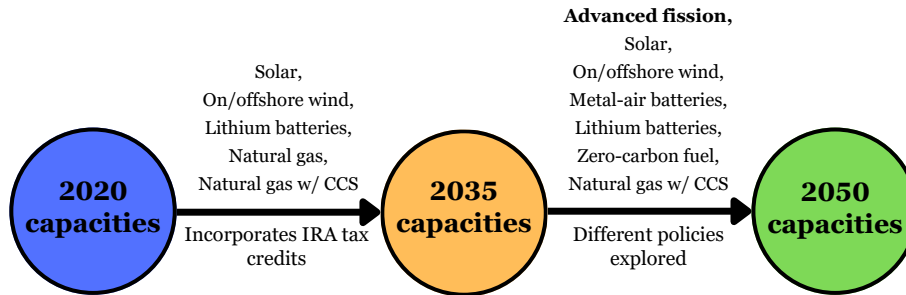 2020
capacities
Solar,
On/offshore wind,
Lithium batteries,
Natural gas,
Natural gas w/ CCS
Incorporates IRA tax
credits
2035
capacities
Advanced fission,
Solar,
On/offshore wind,
Metal-air batteries,
Lithium batteries,
Zero-carbon fuel,
Natural gas w/ CCS
Different policies
explored
2050
capacities